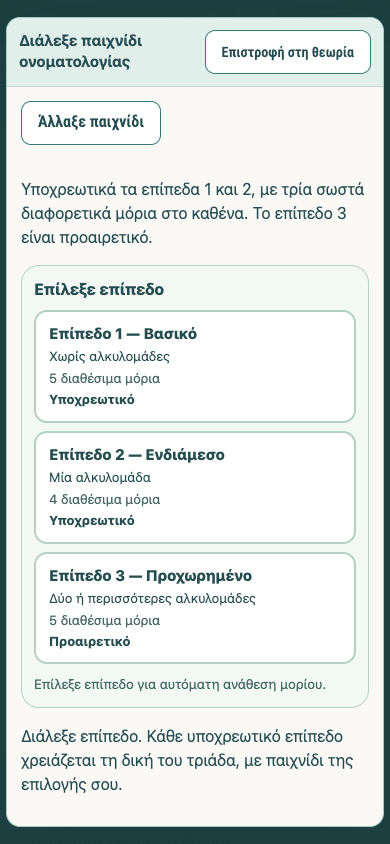 Διάλεξε παιχνίδι
ονοματολογίας
Επιστροφή στη θεωρία
Άλλαξε παιχνίδι
Υποχρεωτικά τα επίπεδα 1 και 2, με τρία σωστά
διαφορετικά μόρια στο καθένα. Το επίπεδο 3
είναι προαιρετικό.
Επίλεξε επίπεδο
Επίπεδο 1 — Βασικό
Χωρίς αλκυλομάδες
5 διαθέσιμα μόρια
Υποχρεωτικό
Επίπεδο 2 — Ενδιάμεσο
Μία αλκυλομάδα
4 διαθέσιμα μόρια
Υποχρεωτικό
Επίπεδο 3 — Προχωρημένο
Δύο ή περισσότερες αλκυλομάδες
5 διαθέσιμα μόρια
Προαιρετικό
Επίλεξε επίπεδο για αυτόματη ανάθεση μορίου.
Διάλεξε επίπεδο. Κάθε υποχρεωτικό επίπεδο
χρειάζεται τη δική του τριάδα, με παιχνίδι της
επιλογής σου.